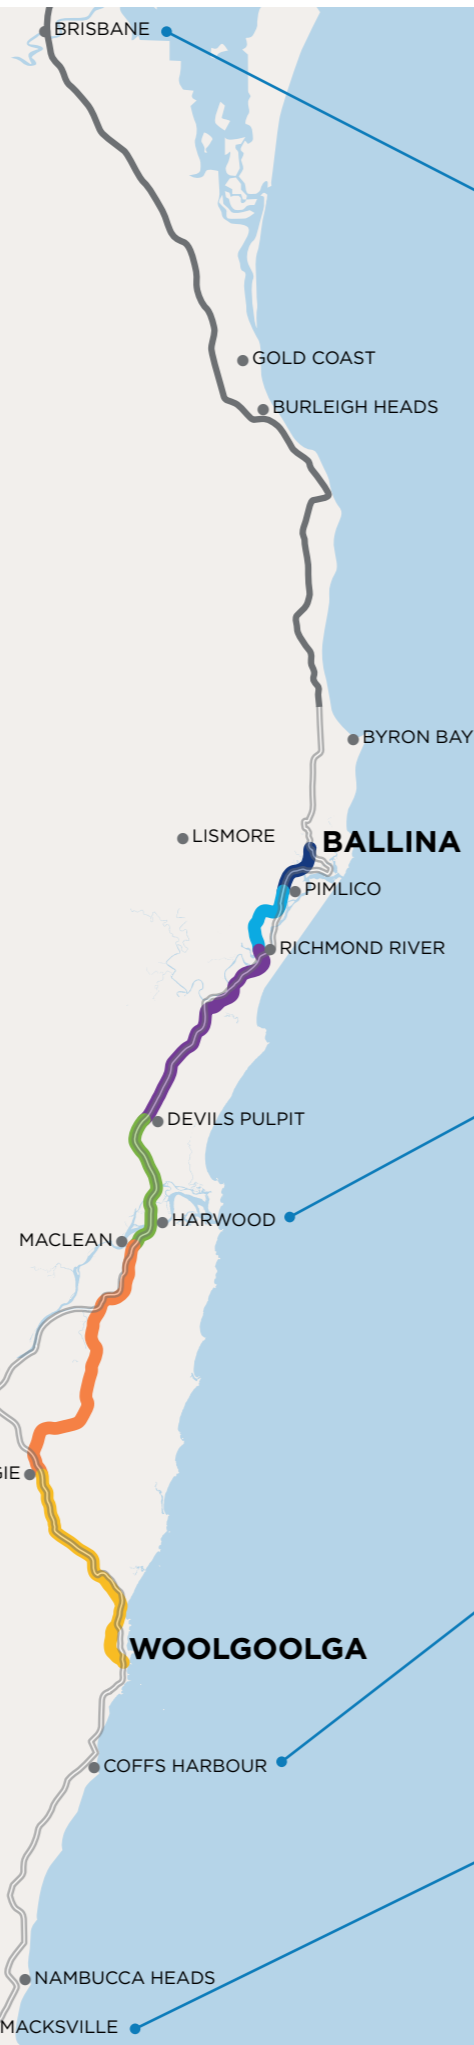 BRISBANE
GOLD COAST
BURLEIGH HEADS
BYRON BAY
LISMORE
BALLINA
PIMLICO
RICHMOND RIVER
DEVILS PULPIT
HARWOOD
MACLEAN
GIE
WOOLGOOLGA
COFFS HARBOUR
NAMBUCCA HEADS
MACKSVILLE